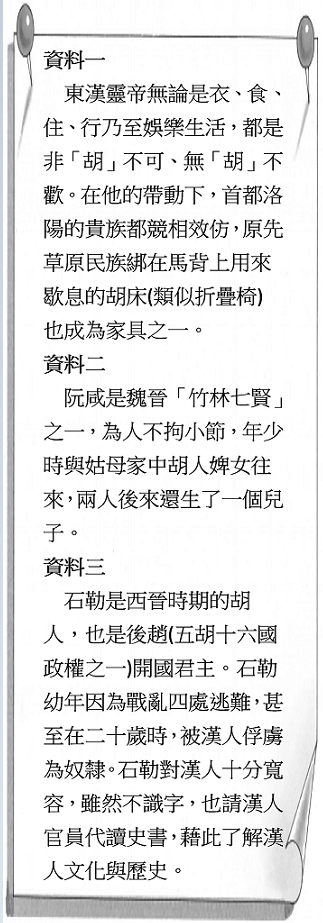 資料一
東漢靈帝無論是衣、食、
住、行乃至娛樂生活，都是
非「胡」不可、無「胡」不
歡。在他的帶動下，首都洛
陽的貴族都競相效仿，原先
草原民族綁在馬背上用來
歇息的胡床(類似折疊椅)
也成為家具之一。
資料二
阮咸是魏晉「竹林七賢」
之一，為人不拘小節，年少
時與姑母家中胡人婢女往
來，兩人後來還生了一個兒
子。
資料三
石勒是西晉時期的胡
人，也是後趙(五胡十六國
政權之一)開國君主。石勒
幼年因為戰亂四處逃難，甚
至在二十歲時，被漢人俘虜
為奴隸。石勒對漢人十分寬
容，雖然不識字，也請漢人
官員代讀史書，藉此了解漢
人文化與歷史。